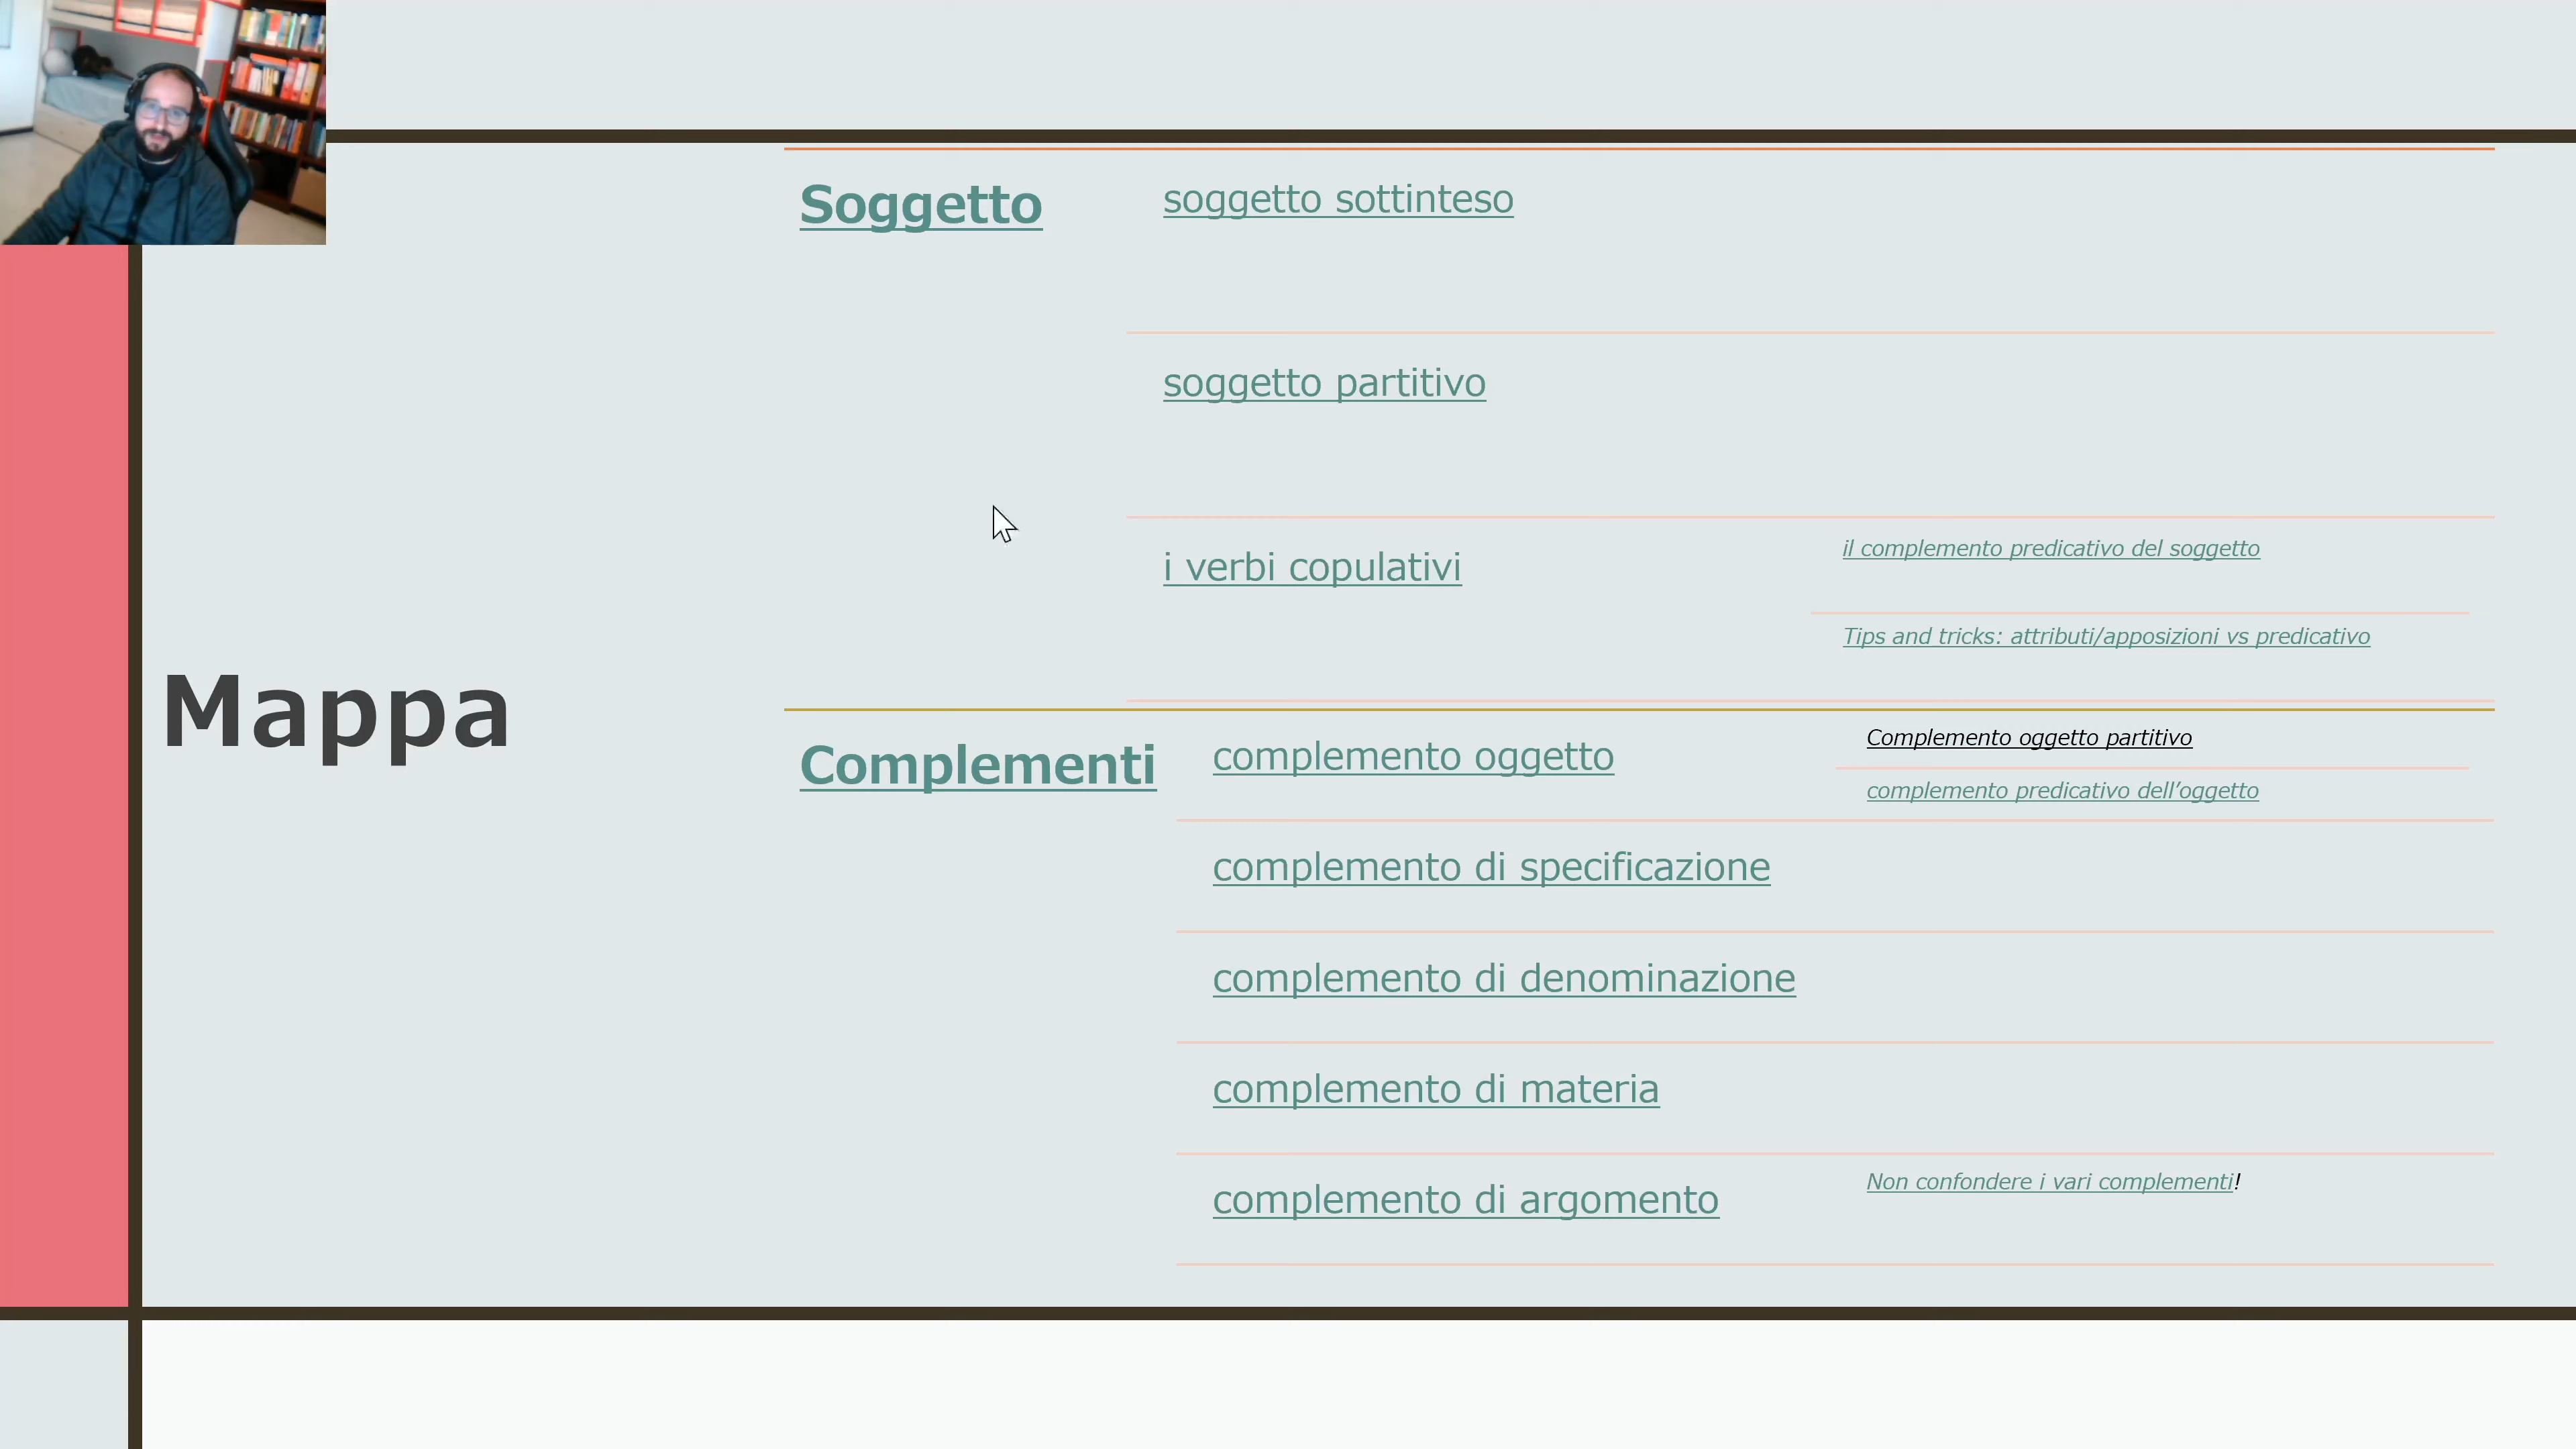 Mappa
Soggetto
soggetto sottinteso
soggetto partitivo
i verbi copulativi
il complemento predicativo del soggetto
Tips and tricks: attributi/apposizioni vs predicativo
Complementi
complemento oggetto
Complemento oggetto partitivo
complemento predicativo dell’oggetto
complemento di specificazione
complemento di denominazione
complemento di materia
complemento di argomento
Non confondere i vari complementi!